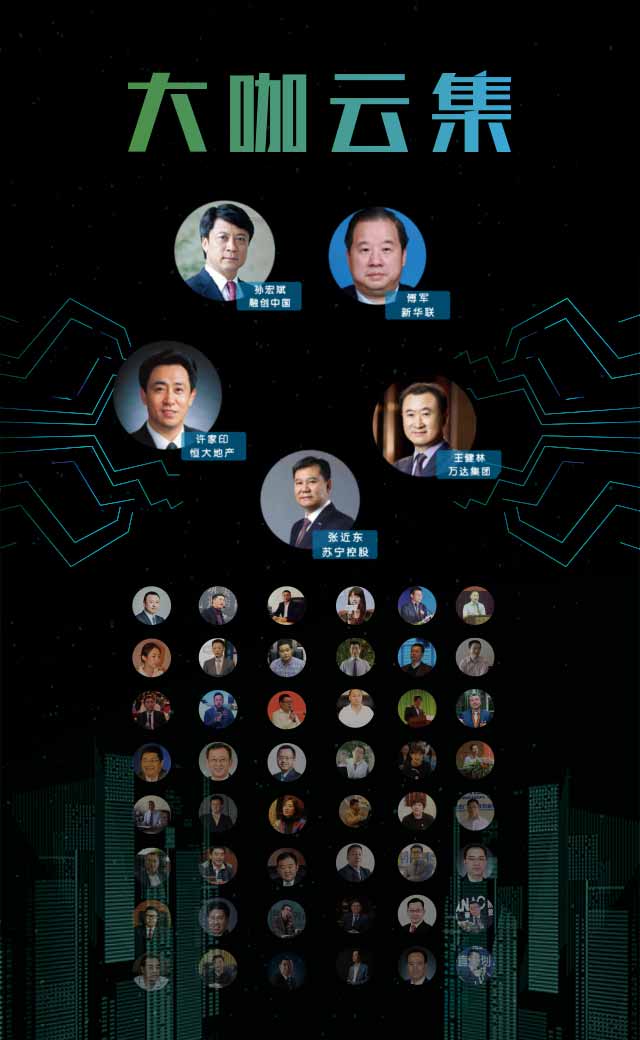 大咖云集
孙宏斌
融创中国
傅军
新华联
许家印
恒大地产
王健林
万达集团
张近东
苏宁控股